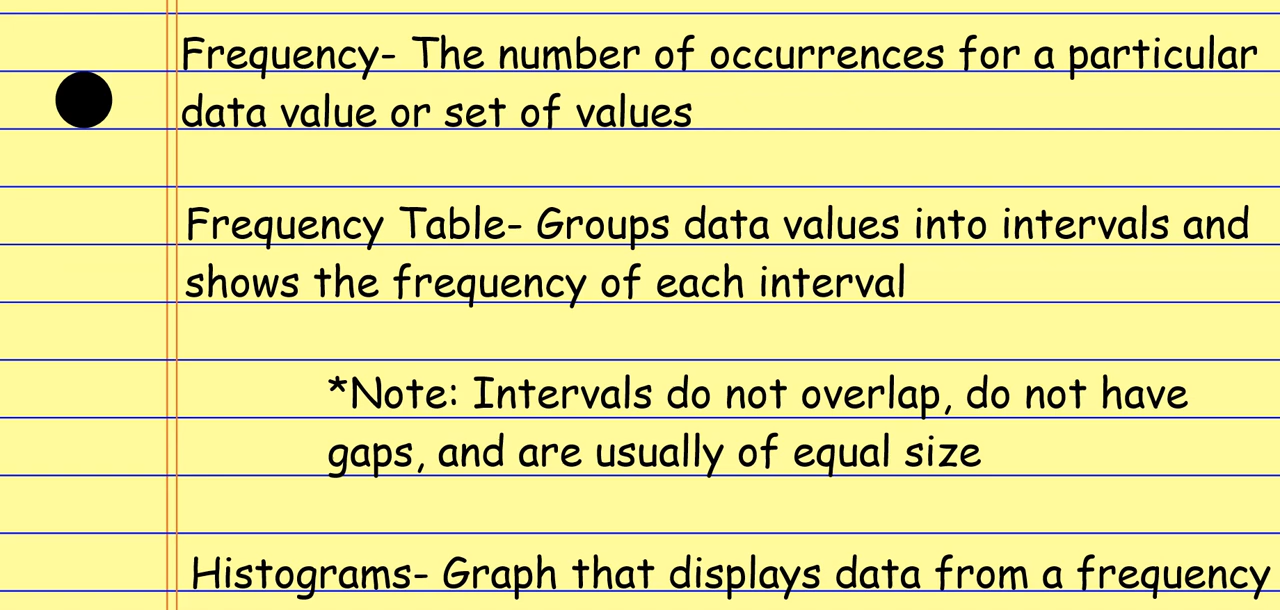 Frequency- The number of occurrences for a particular
data value or set of values
Frequency Table- Groups data values into intervals and
shows the frequency of each interval
*Note: Intervals do not overlap, do not have
gaps, and are usually of equal size
Histograms- Graph that displays data from a frequency